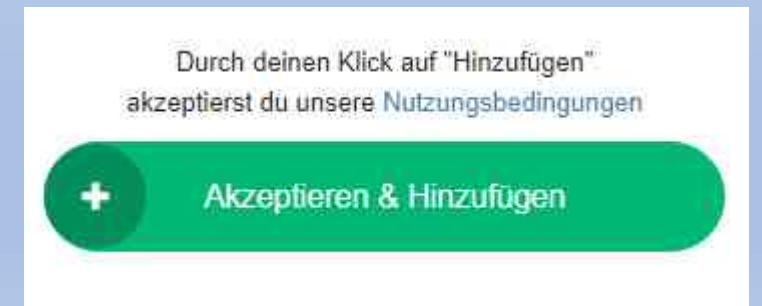 Durch deinen Klick auf "Hinzufügen"
akzeptierst du unsere Nutzungsbedingungen
Akzeptieren & Hinzufügen